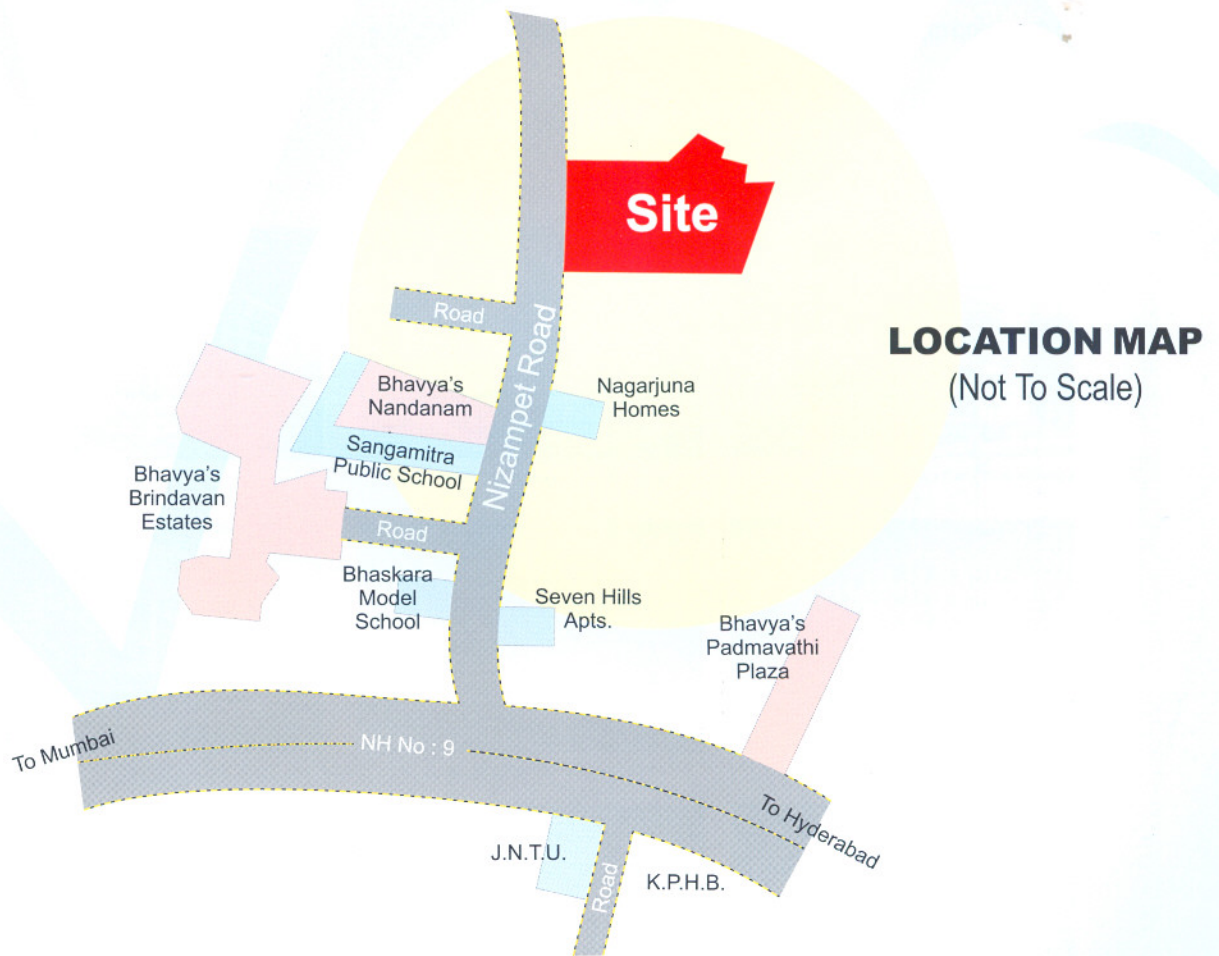 Site
LOCATION MAP
(Not To Scale)
Road
Nizampet Road
Bhavya's
Nandanam
Nagarjuna
Homes
Sangamitra
Public School
Bhavya's
Brindavan
Estates
Road
Bhaskara
Model
School
Seven Hills
Apts.
Bhavya's
Padmavathi
Plaza
To Mumbai
NH No : 9
To Hyderabad
J.N.T.U.
Road
K.P.H.B.